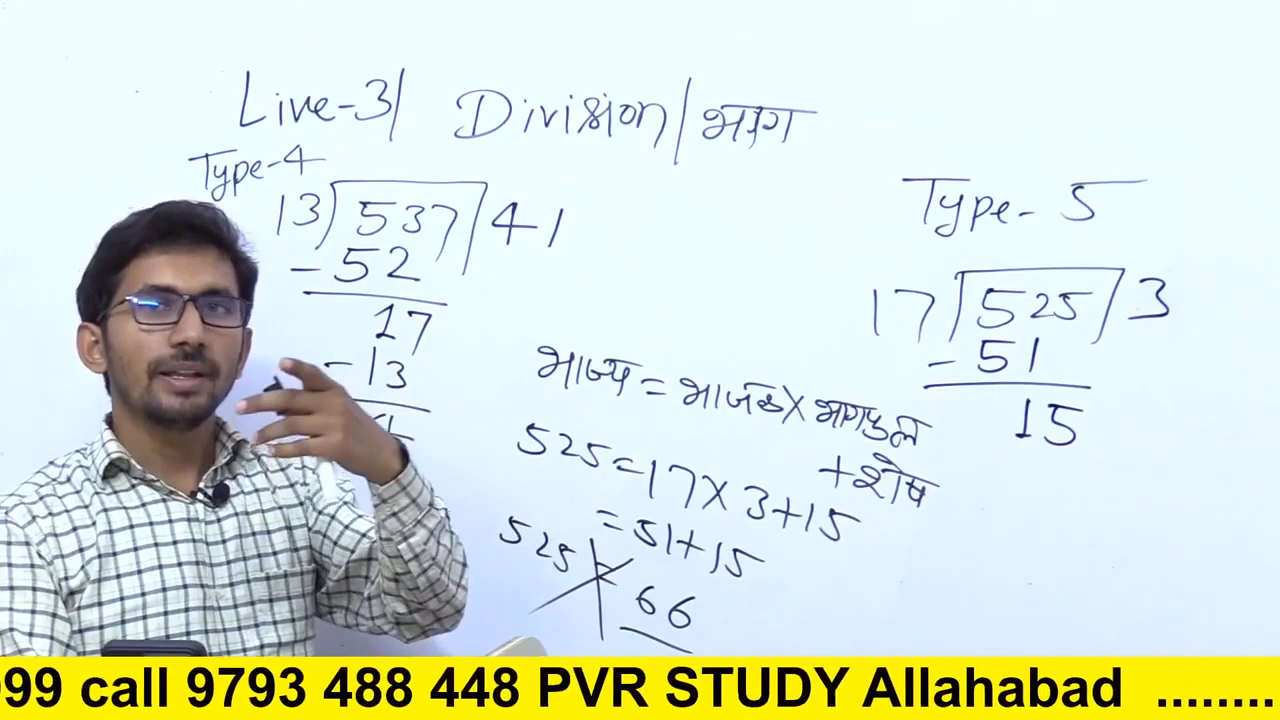 Live-3/ Division/भाग
Type-4
13) 537 /41
-52
17
-13
Type-5
17) 525 /3
-51
15
भाज्य = भाजक × भागफल
+शेष
525 = 17×3+15
= 51+15
525 = 66
99 call 9793 488 448 PVR STUDY Allahabad ........